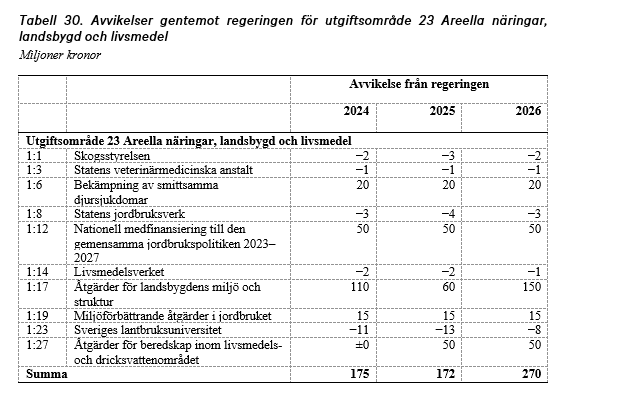 Tabell 30. Avvikelser gentemot regeringen för utgiftsområde 23 Areella näringar,
landsbygd och livsmedel
Miljoner kronor
Avvikelse från regeringen
2024 2025 2026
Utgiftsområde 23 Areella näringar, landsbygd och livsmedel
1:1 Skogsstyrelsen −2 −3 −2
1:3 Statens veterinärmedicinska anstalt −1 −1 −1
1:6 Bekämpning av smittsamma 20 20 20
djursjukdomar
1:8 Statens jordbruksverk −3 −4 −3
1:12 Nationell medfinansiering till den 50 50 50
gemensamma jordbrukspolitiken 2023–
2027
1:14 Livsmedelsverket −2 −2 −1
1:17 Åtgärder för landsbygdens miljö och 110 60 150
struktur
1:19 Miljöförbättrande åtgärder i jordbruket 15 15 15
1:23 Sveriges lantbruksuniversitet −11 −13 −8
1:27 Åtgärder för beredskap inom livsmedels- ±0 50 50
och dricksvattenområdet
Summa 175 172 270